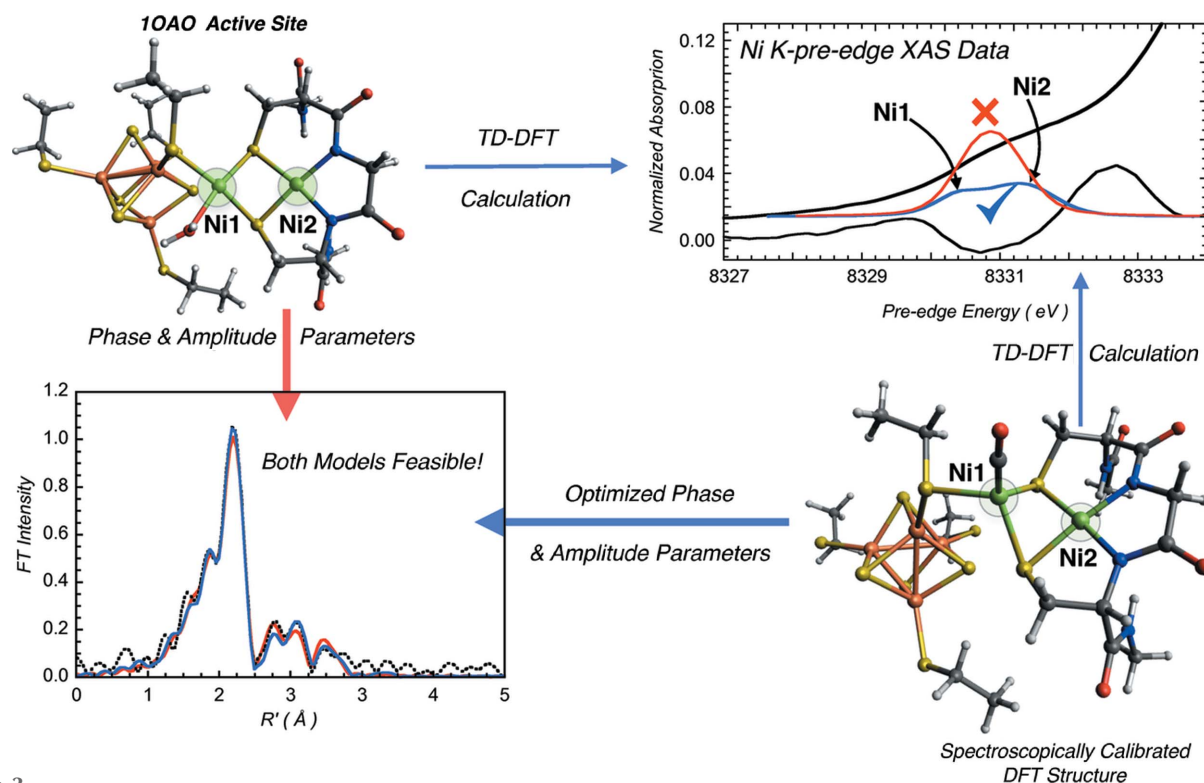 1OAO Active Site
Ni1
Ni2
TD-DFT
Calculation
Phase & Amplitude
Parameters
Ni K-pre-edge XAS Data
Ni1
Ni2
Normalized Absorption
0.12
0.08
0.04
0.00
8327
8329
8331
8333
Pre-edge Energy ( eV )
TD-DFT
Calculation
Both Models Feasible!
FT Intensity
1.2
1.0
0.8
0.6
0.4
0.2
0.0
0
1
2
3
3
5
R' ( Å )
Optimized Phase
& Amplitude Parameters
Ni1
Ni2
Spectroscopically Calibrated
DFT Structure